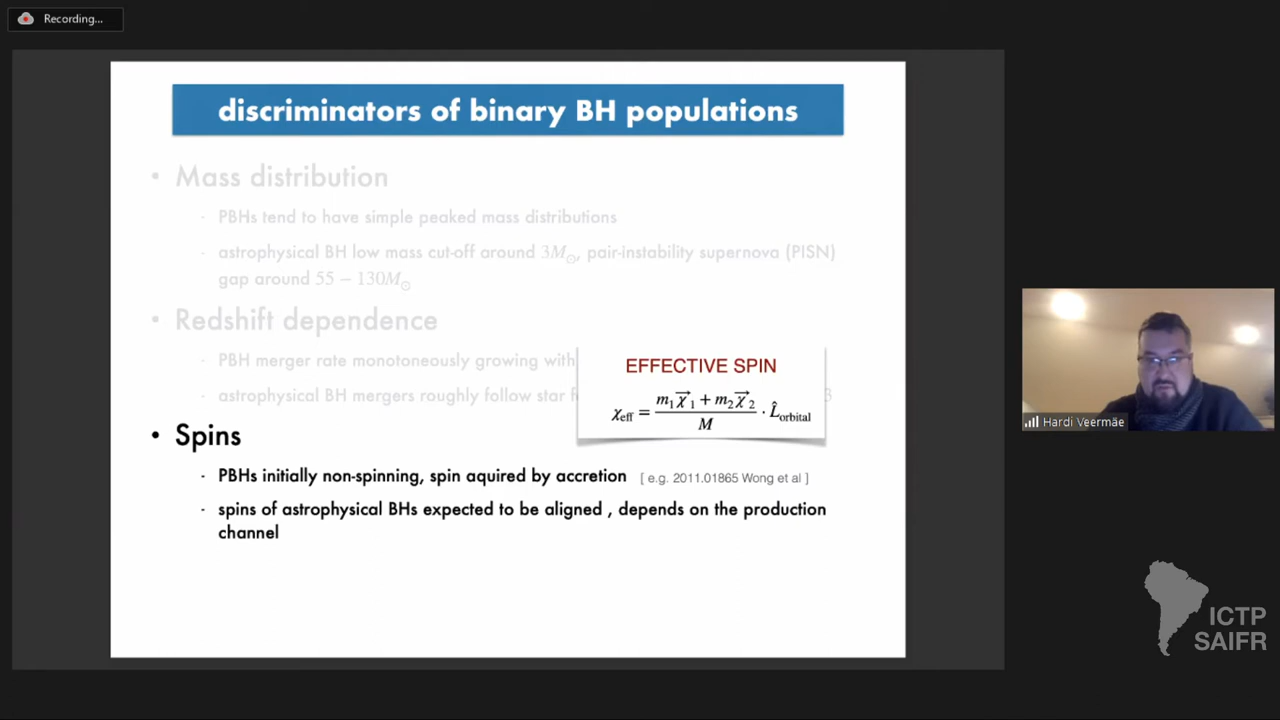 Recording...
discriminators of binary BH populations
• Mass distribution
- PBHs tend to have simple peaked mass distributions
- astrophysical BH low mass cut-off around 3M⊙, pair-instability supernova (PISN)
gap around 55 – 130M⊙
• Redshift dependence
- PBH merger rate monotoneously growing with
- astrophysical BH mergers roughly follow star f 3
EFFECTIVE SPIN
χeff = (m1χ⃗1 + m2χ⃗2) / M · L̂orbital
• Spins
- PBHs initially non-spinning, spin aquired by accretion [ e.g. 2011.01865 Wong et al ]
- spins of astrophysical BHs expected to be aligned , depends on the production
channel
Hardi Veermäe
ICTP
SAIFR